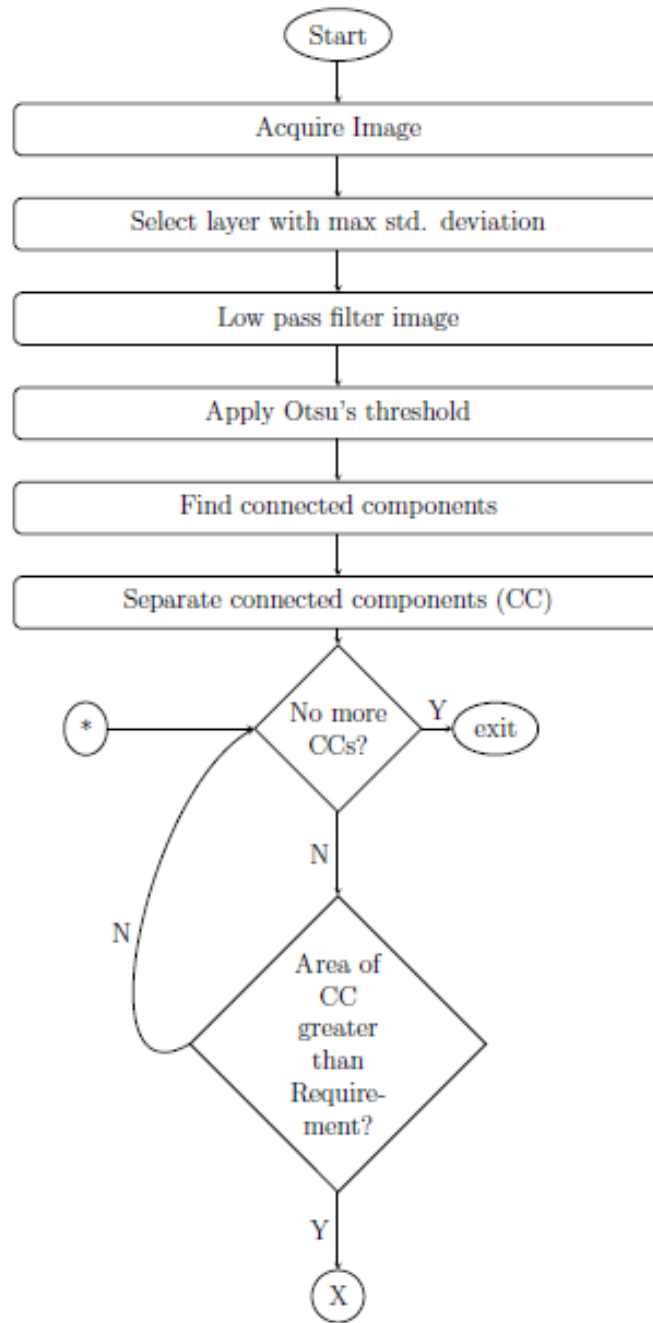 Start
Acquire Image
Select layer with max std. deviation
Low pass filter image
Apply Otsu's threshold
Find connected components
Separate connected components (CC)
*
No more
CCs?
Y
exit
N
N
Area of
CC
greater
than
Require-
ment?
Y
X